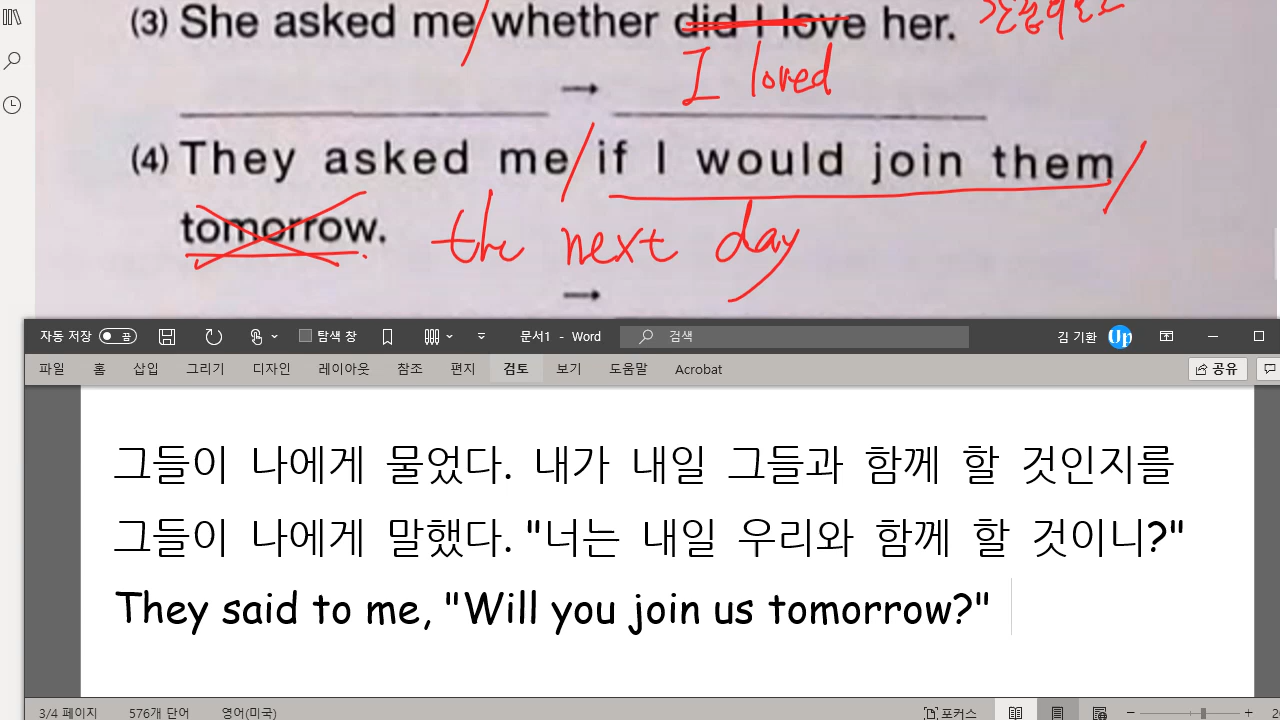 (3) She asked me/whether did I love her.
I loved
→
(4) They asked me/if I would join them/
tomorrow. the next day
→
자동 저장 끔 탐색 창 문서1 - Word 검색 김 기환 Up
파일 홈 삽입 그리기 디자인 레이아웃 참조 편지 검토 보기 도움말 Acrobat 공유
그들이 나에게 물었다. 내가 내일 그들과 함께 할 것인지를
그들이 나에게 말했다. "너는 내일 우리와 함께 할 것이니?"
They said to me, "Will you join us tomorrow?"
3/4 페이지 576개 단어 영어(미국) 포커스